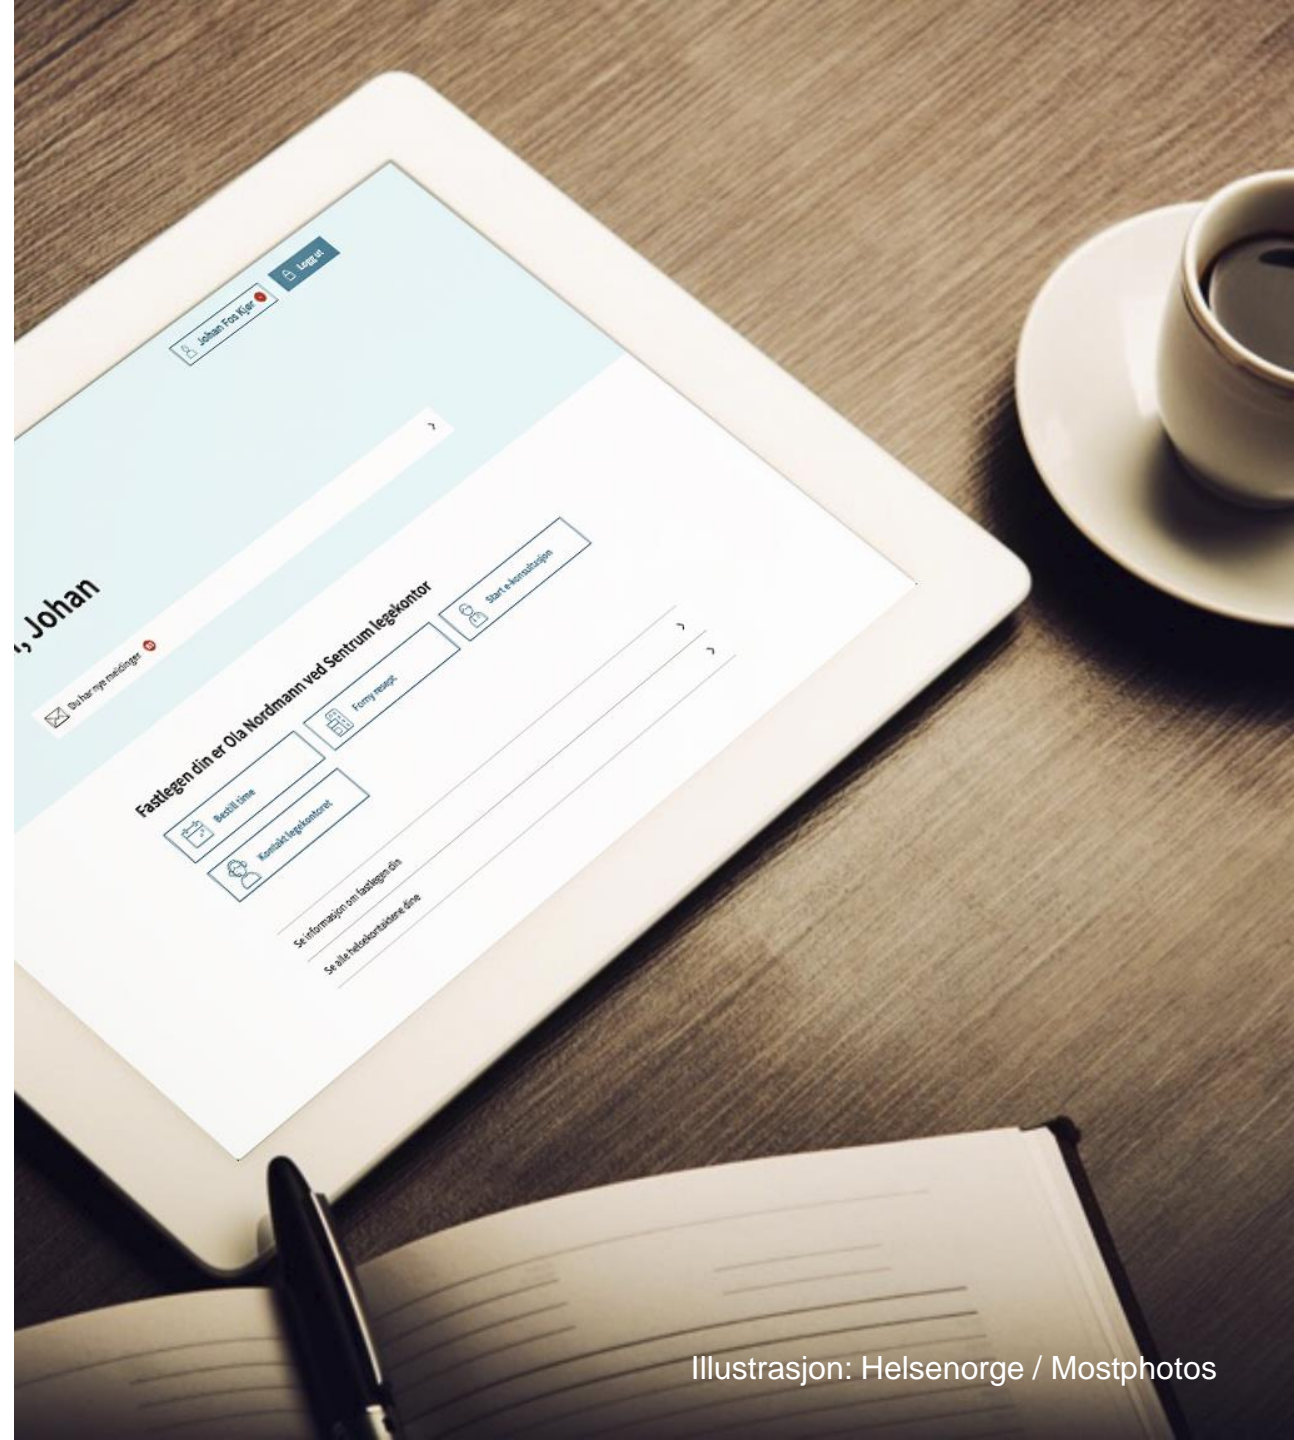 Logg ut
Johan Fos Kjør
, Johan
Du har nye meldinger
Fastlegen din er Ola Nordmann ved Sentrum legekontor
Bestill time
Forny resept
Start e-konsultasjon
Kontakt legekontoret
Se informasjon om fastlegen din
Se alle helsekontaktene dine
Illustrasjon: Helsenorge / Mostphotos